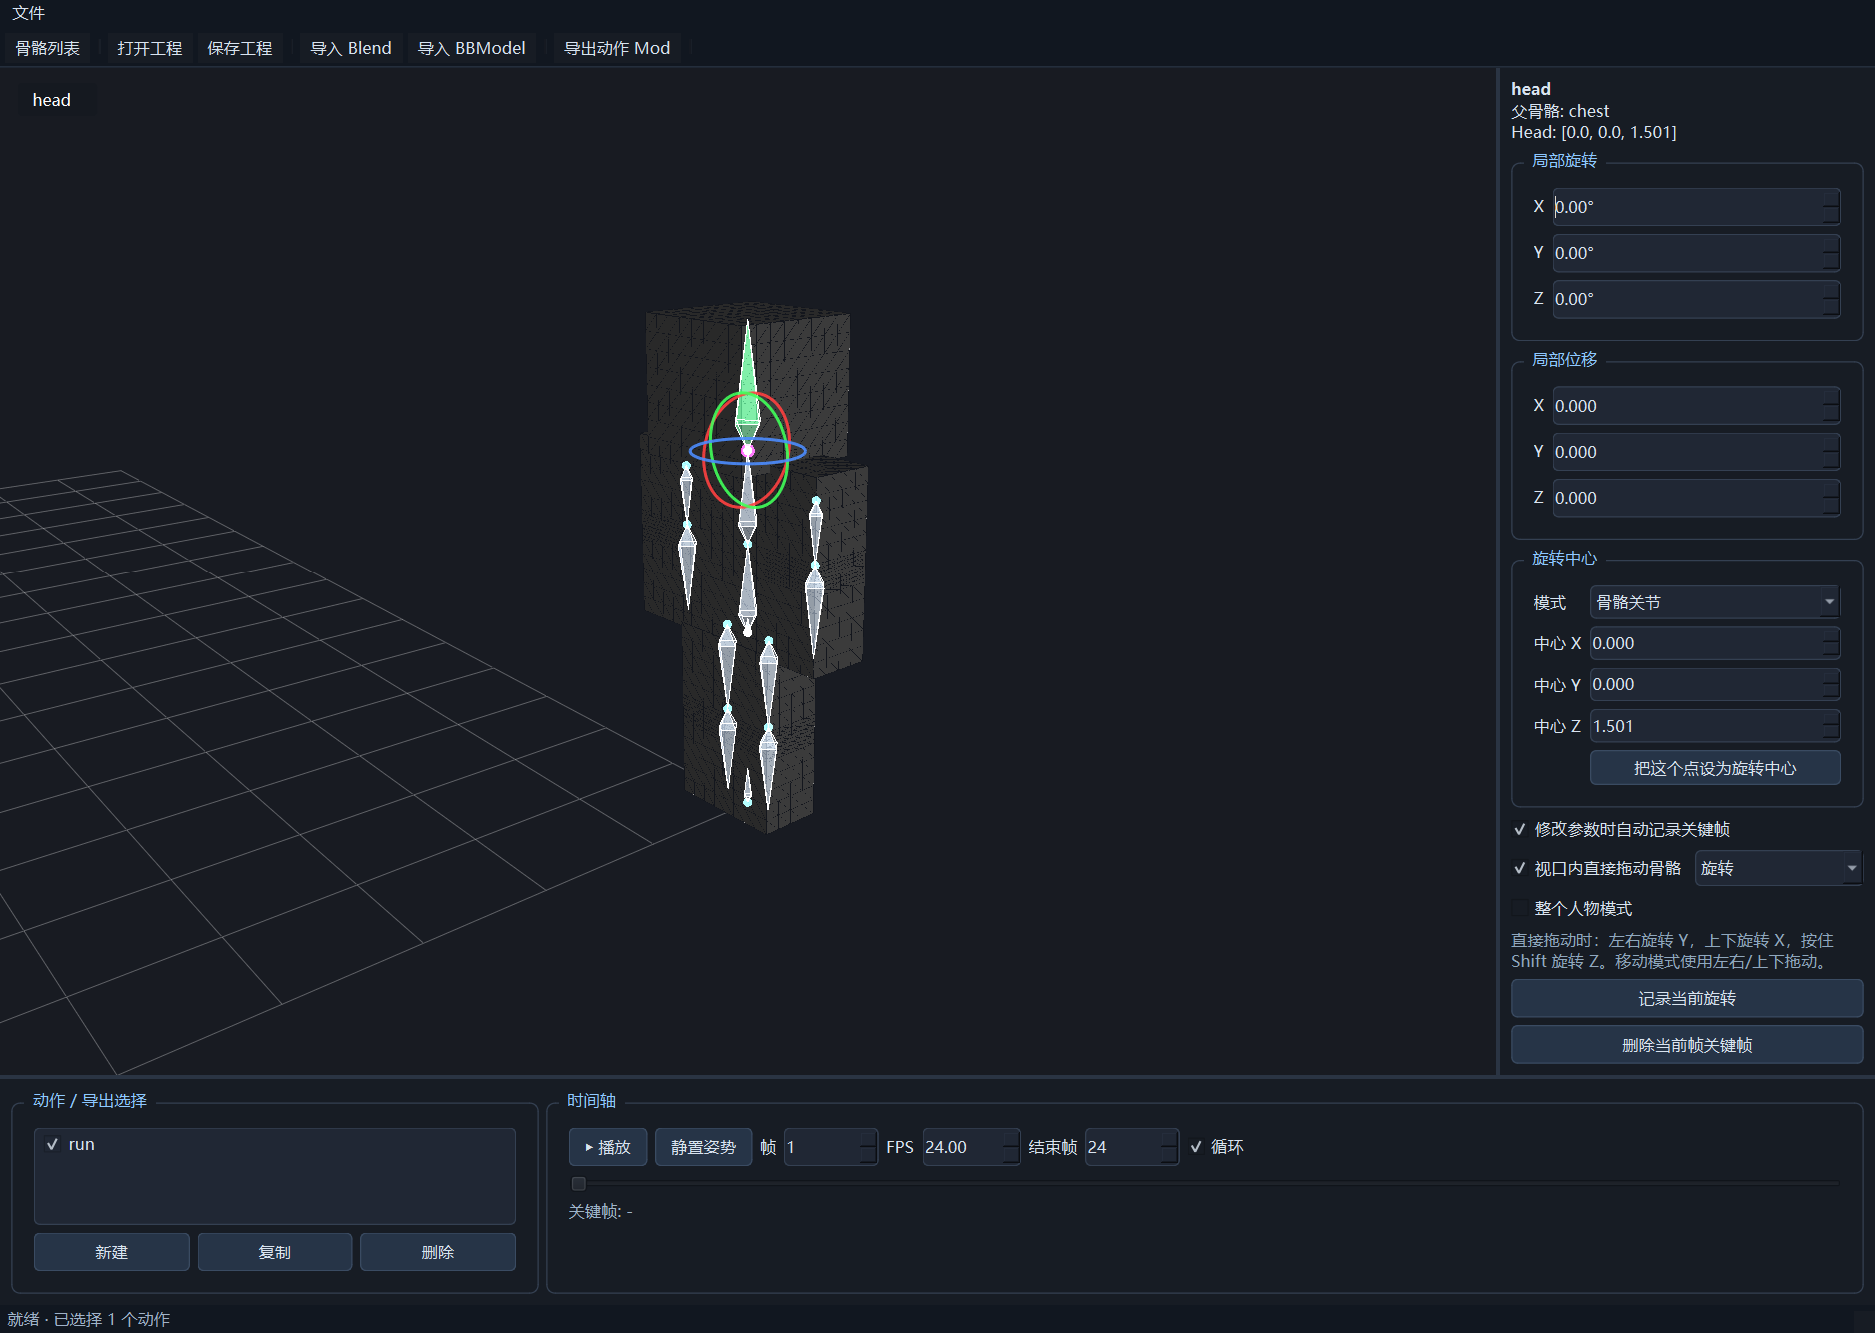 文件
骨骼列表 打开工程 保存工程 导入 Blend 导入 BBModel 导出动作 Mod
head
head
父骨骼: chest
Head: [0.0, 0.0, 1.501]
局部旋转
X 0.00°
Y 0.00°
Z 0.00°
局部位移
X 0.000
Y 0.000
Z 0.000
旋转中心
模式 骨骼关节
中心 X 0.000
中心 Y 0.000
中心 Z 1.501
把这个点设为旋转中心
修改参数时自动记录关键帧
视口内直接拖动骨骼 旋转
整个人物模式
直接拖动时：左右旋转 Y，上下旋转 X，按住
Shift 旋转 Z。移动模式使用左右/上下拖动。
记录当前旋转
删除当前帧关键帧
动作 / 导出选择
run
新建 复制 删除
时间轴
播放 静置姿势 帧 1 FPS 24.00 结束帧 24 循环
关键帧: -
就绪 · 已选择 1 个动作